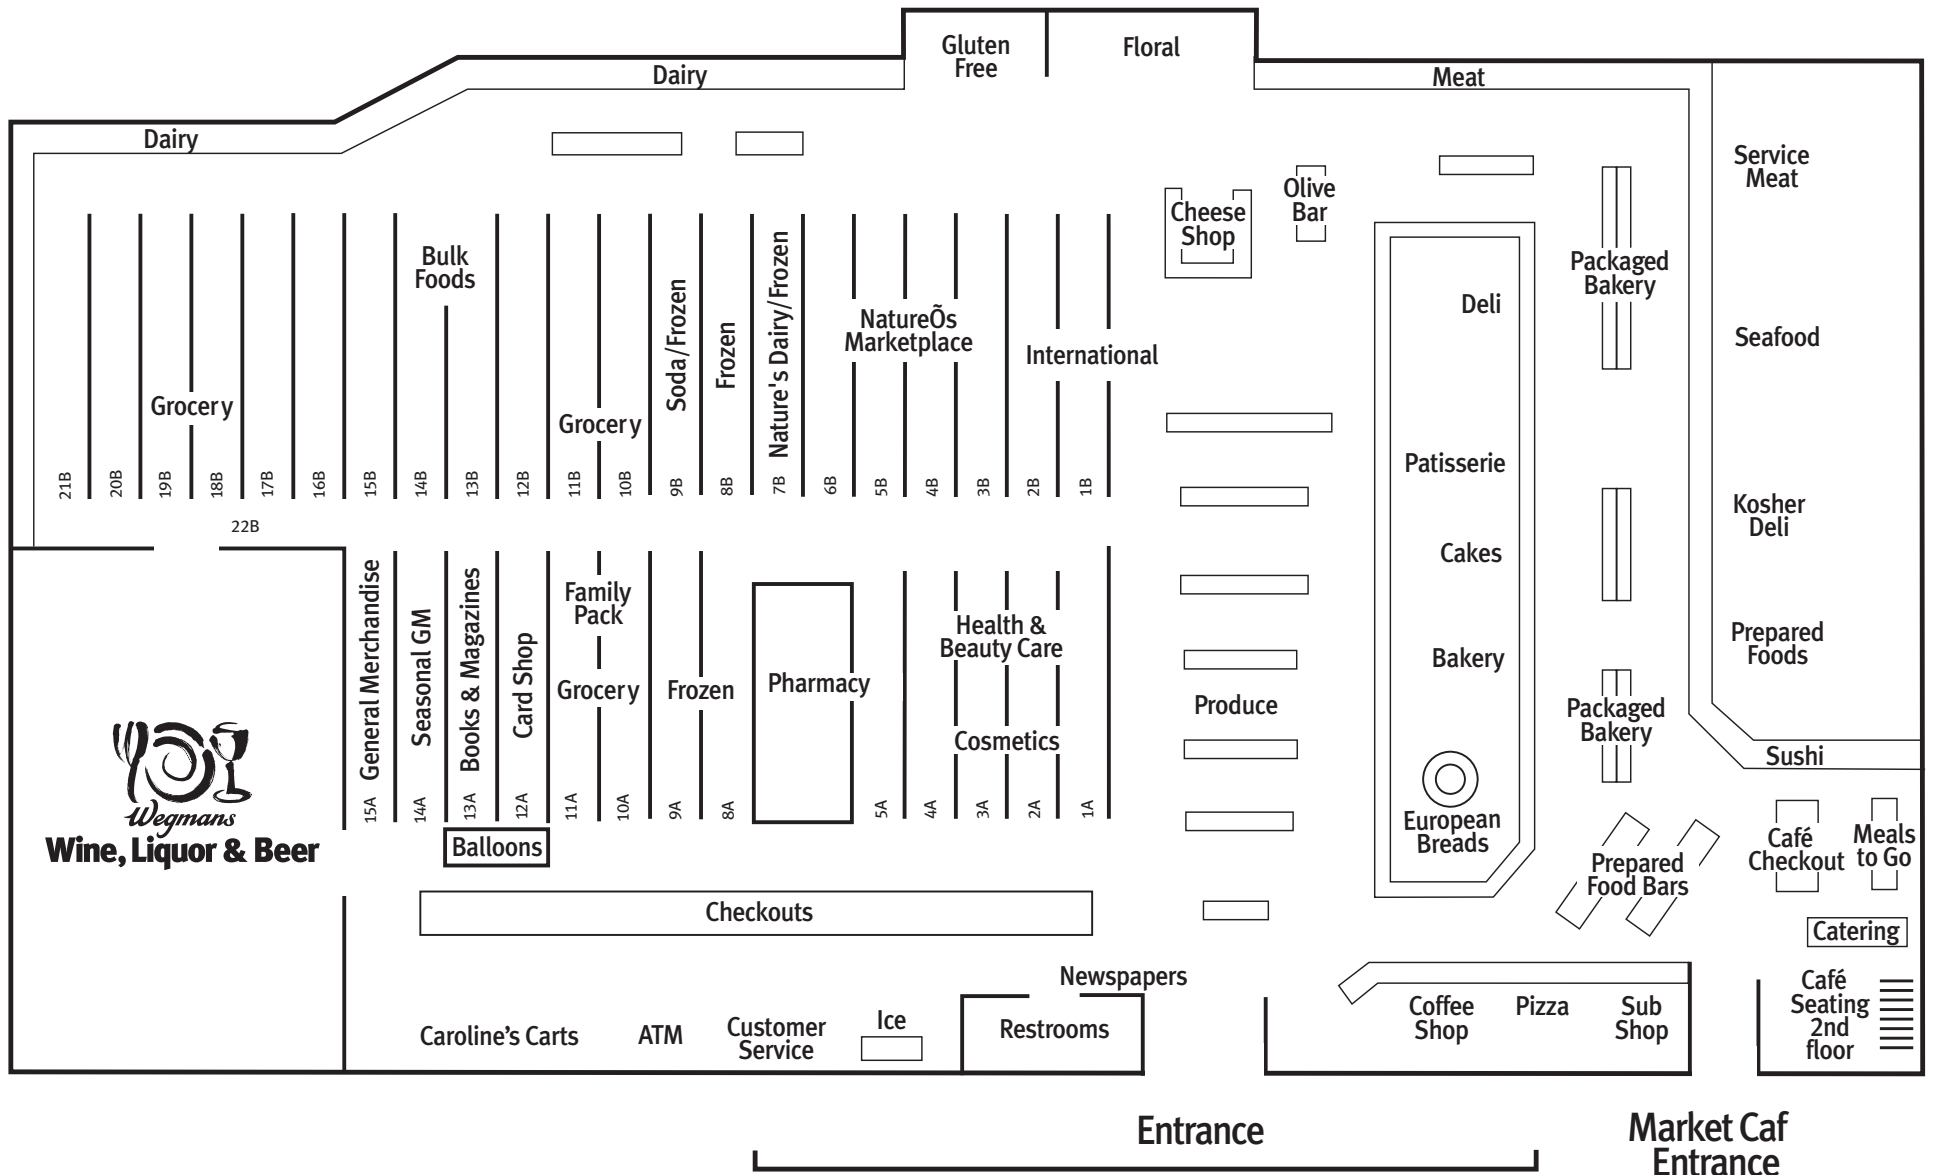 Gluten
Free
Floral
Dairy
Meat
Dairy
Service
Meat
Olive
Bar
Cheese
Shop
Bulk
Foods
Packaged
Bakery
Deli
Soda/Frozen
Frozen
Nature's Dairy/Frozen
NatureÕs
Marketplace
International
Seafood
Grocery
Grocery
Patisserie
21B
20B
19B
18B
17B
16B
15B
14B
13B
12B
11B
10B
9B
8B
7B
6B
5B
4B
3B
2B
1B
Kosher
Deli
22B
Cakes
General Merchandise
Seasonal GM
Books & Magazines
Card Shop
Family
Pack
Grocery
Frozen
Pharmacy
Health &
Beauty Care
Cosmetics
Bakery
Prepared
Foods
Produce
Packaged
Bakery
Sushi
15A
14A
13A
12A
11A
10A
9A
8A
5A
4A
3A
2A
1A
Wegmans
Wine, Liquor & Beer
Balloons
European
Breads
Prepared
Food Bars
Café
Checkout
Meals
to Go
Checkouts
Catering
Newspapers
Caroline's Carts
ATM
Customer
Service
Ice
Restrooms
Coffee
Shop
Pizza
Sub
Shop
Café
Seating
2nd
floor
Entrance
Market Caf
Entrance